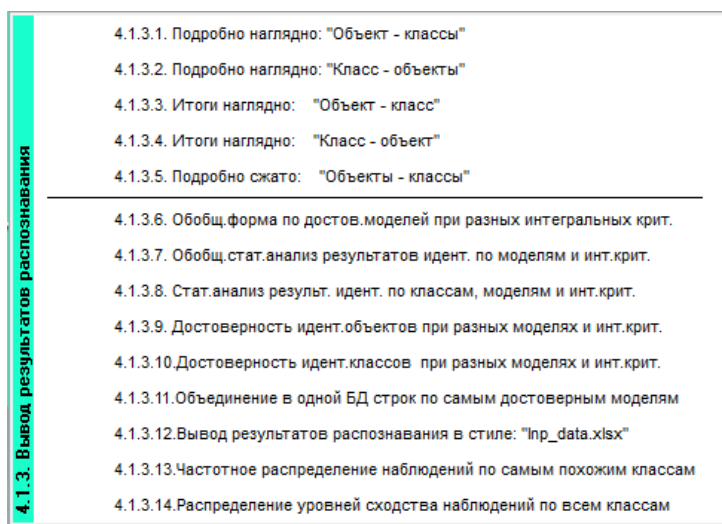 4.1.3. Вывод результатов распознавания
4.1.3.1. Подробно наглядно: "Объект - классы"
4.1.3.2. Подробно наглядно: "Класс - объекты"
4.1.3.3. Итоги наглядно: "Объект - класс"
4.1.3.4. Итоги наглядно: "Класс - объект"
4.1.3.5. Подробно сжато: "Объекты - классы"
4.1.3.6. Обобщ.форма по достов.моделей при разных интегральных крит.
4.1.3.7. Обобщ.стат.анализ результатов идент. по моделям и инт.крит.
4.1.3.8. Стат.анализ результ. идент. по классам, моделям и инт.крит.
4.1.3.9. Достоверность идент.объектов при разных моделях и инт.крит.
4.1.3.10.Достоверность идент.классов при разных моделях и инт.крит.
4.1.3.11.Объединение в одной БД строк по самым достоверным моделям
4.1.3.12.Вывод результатов распознавания в стиле: "Inp_data.xlsx"
4.1.3.13.Частотное распределение наблюдений по самым похожим классам
4.1.3.14.Распределение уровней сходства наблюдений по всем классам